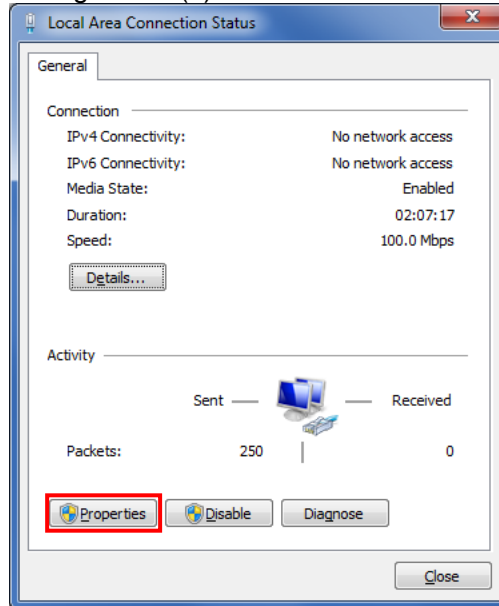 Local Area Connection Status
General
Connection
IPv4 Connectivity: No network access
IPv6 Connectivity: No network access
Media State: Enabled
Duration: 02:07:17
Speed: 100.0 Mbps
Details...
Activity
Sent Received
Packets: 250 0
Properties Disable Diagnose
Close